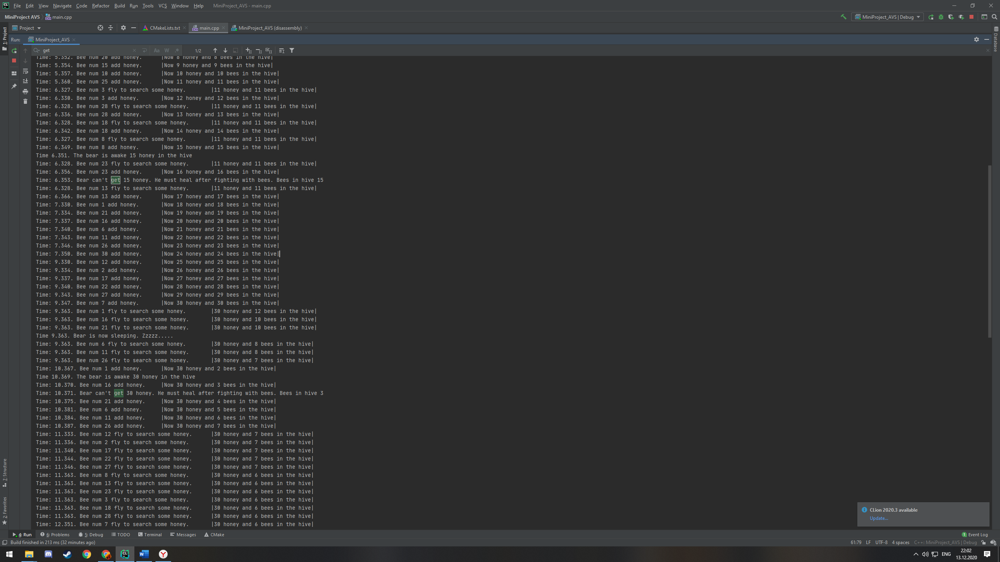 File Edit View Navigate Code Refactor Build Run Tools VCS Window Help MiniProject_AVS - main.cpp
MiniProject AVS main.cpp MiniProject_AVS | Debug
Project CMakeLists.txt main.cpp MiniProject_AVS (disassembly)
1: Project
Database
Run: MiniProject_AVS
get Aa W .* 1/2
Time: 5.352. Bee num 20 add honey. |Now 8 honey and 8 bees in the hive|
Time: 5.354. Bee num 15 add honey. |Now 9 honey and 9 bees in the hive|
Time: 5.357. Bee num 10 add honey. |Now 10 honey and 10 bees in the hive|
Time: 5.360. Bee num 25 add honey. |Now 11 honey and 11 bees in the hive|
Time: 6.327. Bee num 3 fly to search some honey. |11 honey and 11 bees in the hive|
Time: 6.330. Bee num 3 add honey. |Now 12 honey and 12 bees in the hive|
Time: 6.328. Bee num 28 fly to search some honey. |11 honey and 11 bees in the hive|
Time: 6.336. Bee num 28 add honey. |Now 13 honey and 13 bees in the hive|
Time: 6.328. Bee num 18 fly to search some honey. |11 honey and 11 bees in the hive|
Time: 6.342. Bee num 18 add honey. |Now 14 honey and 14 bees in the hive|
Time: 6.327. Bee num 8 fly to search some honey. |11 honey and 11 bees in the hive|
Time: 6.349. Bee num 8 add honey. |Now 15 honey and 15 bees in the hive|
Time 6.351. The bear is awake 15 honey in the hive
Time: 6.328. Bee num 23 fly to search some honey. |11 honey and 11 bees in the hive|
Time: 6.356. Bee num 23 add honey. |Now 16 honey and 16 bees in the hive|
Time: 6.353. Bear can't get 15 honey. He must heal after fighting with bees. Bees in hive 15
Time: 6.328. Bee num 13 fly to search some honey. |11 honey and 11 bees in the hive|
Time: 6.366. Bee num 13 add honey. |Now 17 honey and 17 bees in the hive|
Time: 7.330. Bee num 1 add honey. |Now 18 honey and 18 bees in the hive|
Time: 7.334. Bee num 21 add honey. |Now 19 honey and 19 bees in the hive|
Time: 7.337. Bee num 16 add honey. |Now 20 honey and 20 bees in the hive|
Time: 7.340. Bee num 6 add honey. |Now 21 honey and 21 bees in the hive|
Time: 7.343. Bee num 11 add honey. |Now 22 honey and 22 bees in the hive|
Time: 7.346. Bee num 26 add honey. |Now 23 honey and 23 bees in the hive|
Time: 7.350. Bee num 30 add honey. |Now 24 honey and 24 bees in the hive|
Time: 9.330. Bee num 12 add honey. |Now 25 honey and 25 bees in the hive|
Time: 9.334. Bee num 2 add honey. |Now 26 honey and 26 bees in the hive|
Time: 9.337. Bee num 17 add honey. |Now 27 honey and 27 bees in the hive|
Time: 9.340. Bee num 22 add honey. |Now 28 honey and 28 bees in the hive|
Time: 9.343. Bee num 27 add honey. |Now 29 honey and 29 bees in the hive|
Time: 9.347. Bee num 7 add honey. |Now 30 honey and 30 bees in the hive|
Time: 9.363. Bee num 1 fly to search some honey. |30 honey and 12 bees in the hive|
Time: 9.363. Bee num 16 fly to search some honey. |30 honey and 10 bees in the hive|
Time: 9.363. Bee num 21 fly to search some honey. |30 honey and 10 bees in the hive|
Time 9.363. Bear is now sleeping. Zzzzz.....
Time: 9.363. Bee num 6 fly to search some honey. |30 honey and 8 bees in the hive|
Time: 9.363. Bee num 11 fly to search some honey. |30 honey and 8 bees in the hive|
Time: 9.363. Bee num 26 fly to search some honey. |30 honey and 7 bees in the hive|
Time: 10.367. Bee num 1 add honey. |Now 30 honey and 2 bees in the hive|
Time 10.369. The bear is awake 30 honey in the hive
Time: 10.370. Bee num 16 add honey. |Now 30 honey and 3 bees in the hive|
Time: 10.371. Bear can't get 30 honey. He must heal after fighting with bees. Bees in hive 3
Time: 10.375. Bee num 21 add honey. |Now 30 honey and 4 bees in the hive|
Time: 10.381. Bee num 6 add honey. |Now 30 honey and 5 bees in the hive|
Time: 10.384. Bee num 11 add honey. |Now 30 honey and 6 bees in the hive|
Time: 10.387. Bee num 26 add honey. |Now 30 honey and 7 bees in the hive|
Time: 11.333. Bee num 12 fly to search some honey. |30 honey and 7 bees in the hive|
Time: 11.336. Bee num 2 fly to search some honey. |30 honey and 7 bees in the hive|
Time: 11.340. Bee num 17 fly to search some honey. |30 honey and 7 bees in the hive|
Time: 11.344. Bee num 22 fly to search some honey. |30 honey and 7 bees in the hive|
Time: 11.346. Bee num 27 fly to search some honey. |30 honey and 7 bees in the hive|
Time: 11.363. Bee num 8 fly to search some honey. |30 honey and 6 bees in the hive|
Time: 11.363. Bee num 13 fly to search some honey. |30 honey and 6 bees in the hive|
Time: 11.363. Bee num 23 fly to search some honey. |30 honey and 6 bees in the hive|
Time: 11.363. Bee num 3 fly to search some honey. |30 honey and 6 bees in the hive|
Time: 11.363. Bee num 18 fly to search some honey. |30 honey and 6 bees in the hive|
Time: 11.363. Bee num 28 fly to search some honey. |30 honey and 6 bees in the hive|
Time: 12.351. Bee num 7 fly to search some honey. |30 honey and 6 bees in the hive|
7: Structure
2: Favorites
CLion 2020.3 available
Update...
4: Run 6: Problems 5: Debug TODO Terminal Messages CMake 1 Event Log
Build finished in 213 ms (32 minutes ago) 61:79 LF UTF-8 4 spaces C++: MiniProject_AVS | Debug
ENG 22:02
13.12.2020